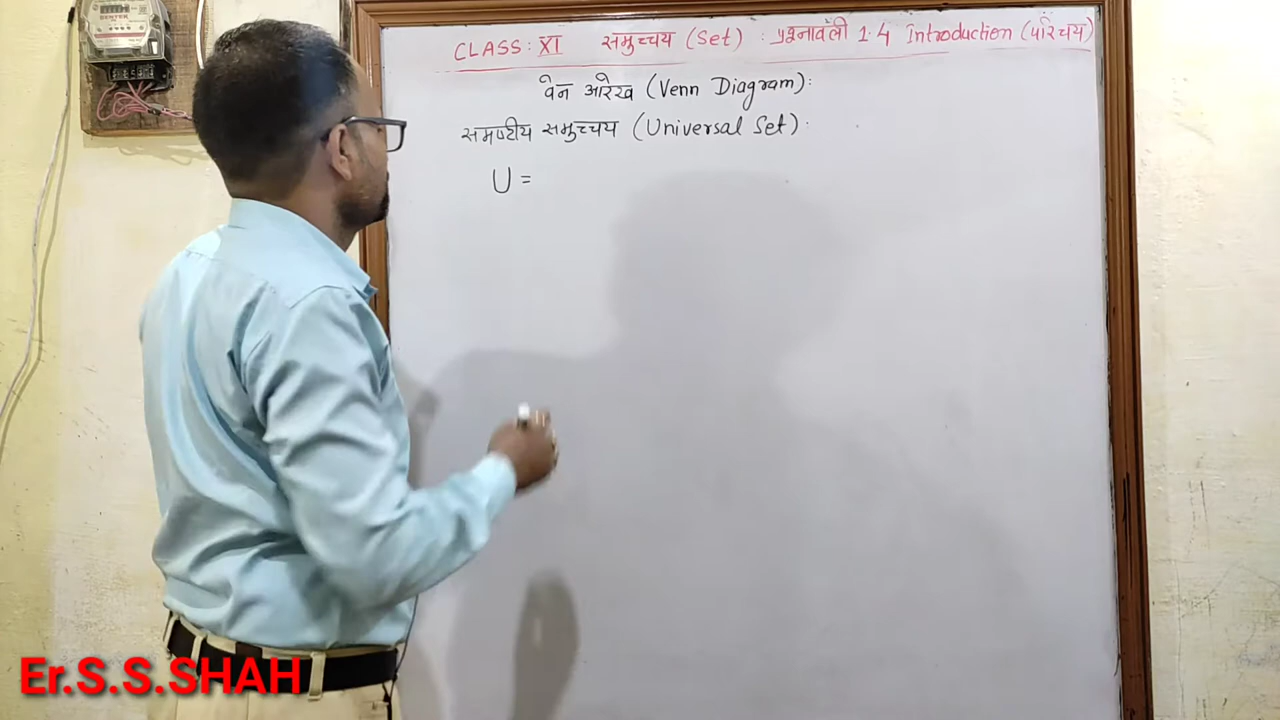 CLASS: XI समुच्चय (Set) : प्रश्नावली 1.4 Introduction (परिचय)
वेन आरेख (Venn Diagram):
समष्टीय समुच्चय (Universal Set):
U =
Er.S.S.SHAH